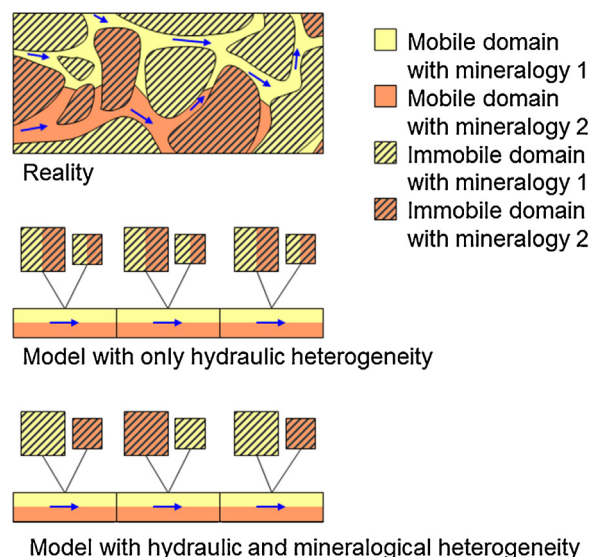 Mobile domain
with mineralogy 1
Mobile domain
with mineralogy 2
Immobile domain
with mineralogy 1
Immobile domain
with mineralogy 2
Reality
Model with only hydraulic heterogeneity
Model with hydraulic and mineralogical heterogeneity